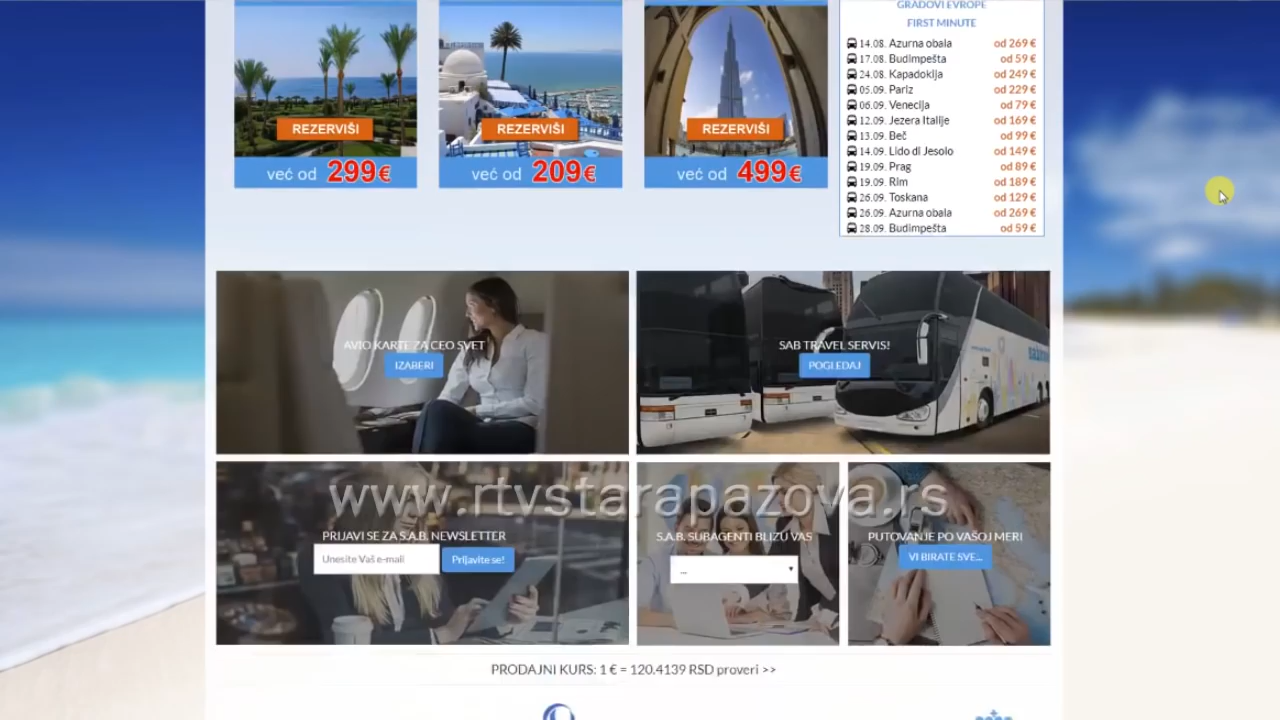 GRADOVI EVROPE
FIRST MINUTE
14.08. Azurna obala od 269 €
17.08. Budimpešta od 59 €
24.08. Kapadokija od 249 €
05.09. Pariz od 229 €
06.09. Venecija od 79 €
12.09. Jezera Italije od 169 €
13.09. Beč od 99 €
14.09. Lido di Jesolo od 149 €
19.09. Prag od 89 €
19.09. Rim od 189 €
26.09. Toskana od 129 €
26.09. Azurna obala od 269 €
28.09. Budimpešta od 59 €
REZERVIŠI
REZERVIŠI
REZERVIŠI
već od 299€
već od 209€
već od 499€
AVIO KARTE ZA CEO SVET
IZABERI
SAB TRAVEL SERVIS!
POGLEDAJ
www.rtvstarapazova.rs
PRIJAVI SE ZA S.A.B. NEWSLETTER
Unesite Vaš e-mail
Prijavite se!
S.A.B. SUBAGENTI BLIZU VAS
...
PUTOVANJE PO VAŠOJ MERI
VI BIRATE SVE...
PRODAJNI KURS: 1 € = 120.4139 RSD proveri >>